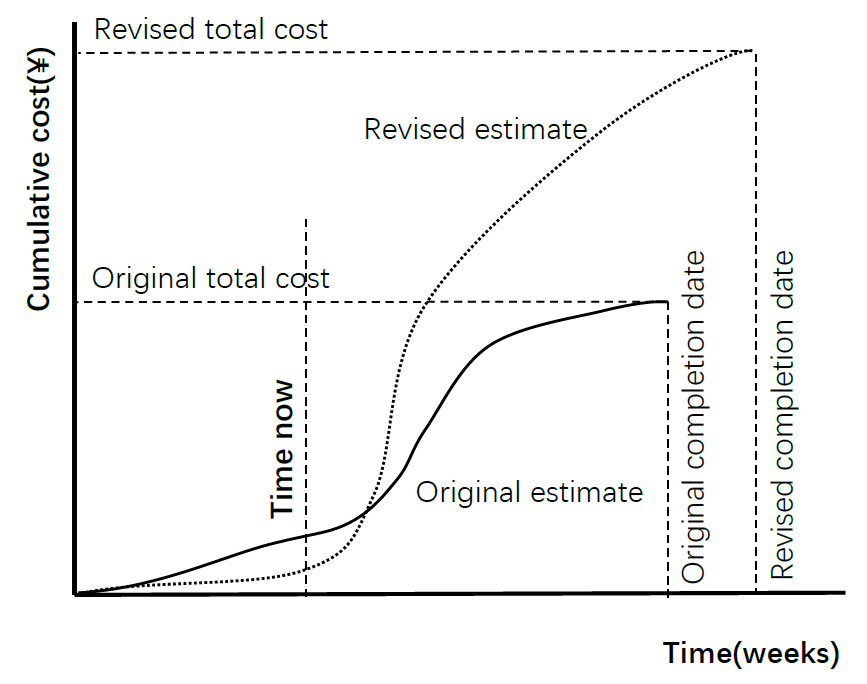 Revised total cost
Cumulative cost(¥)
Revised estimate
Original total cost
Time now
Original estimate
Original completion date
Revised completion date
Time(weeks)